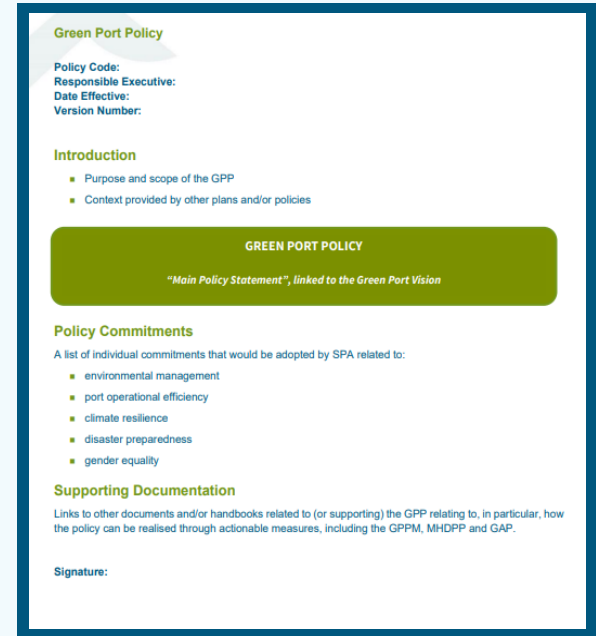 Green Port Policy
Policy Code:
Responsible Executive:
Date Effective:
Version Number:
Introduction
▪ Purpose and scope of the GPP
▪ Context provided by other plans and/or policies
GREEN PORT POLICY
“Main Policy Statement”, linked to the Green Port Vision
Policy Commitments
A list of individual commitments that would be adopted by SPA related to:
▪ environmental management
▪ port operational efficiency
▪ climate resilience
▪ disaster preparedness
▪ gender equality
Supporting Documentation
Links to other documents and/or handbooks related to (or supporting) the GPP relating to, in particular, how
the policy can be realised through actionable measures, including the GPPM, MHDPP and GAP.
Signature: